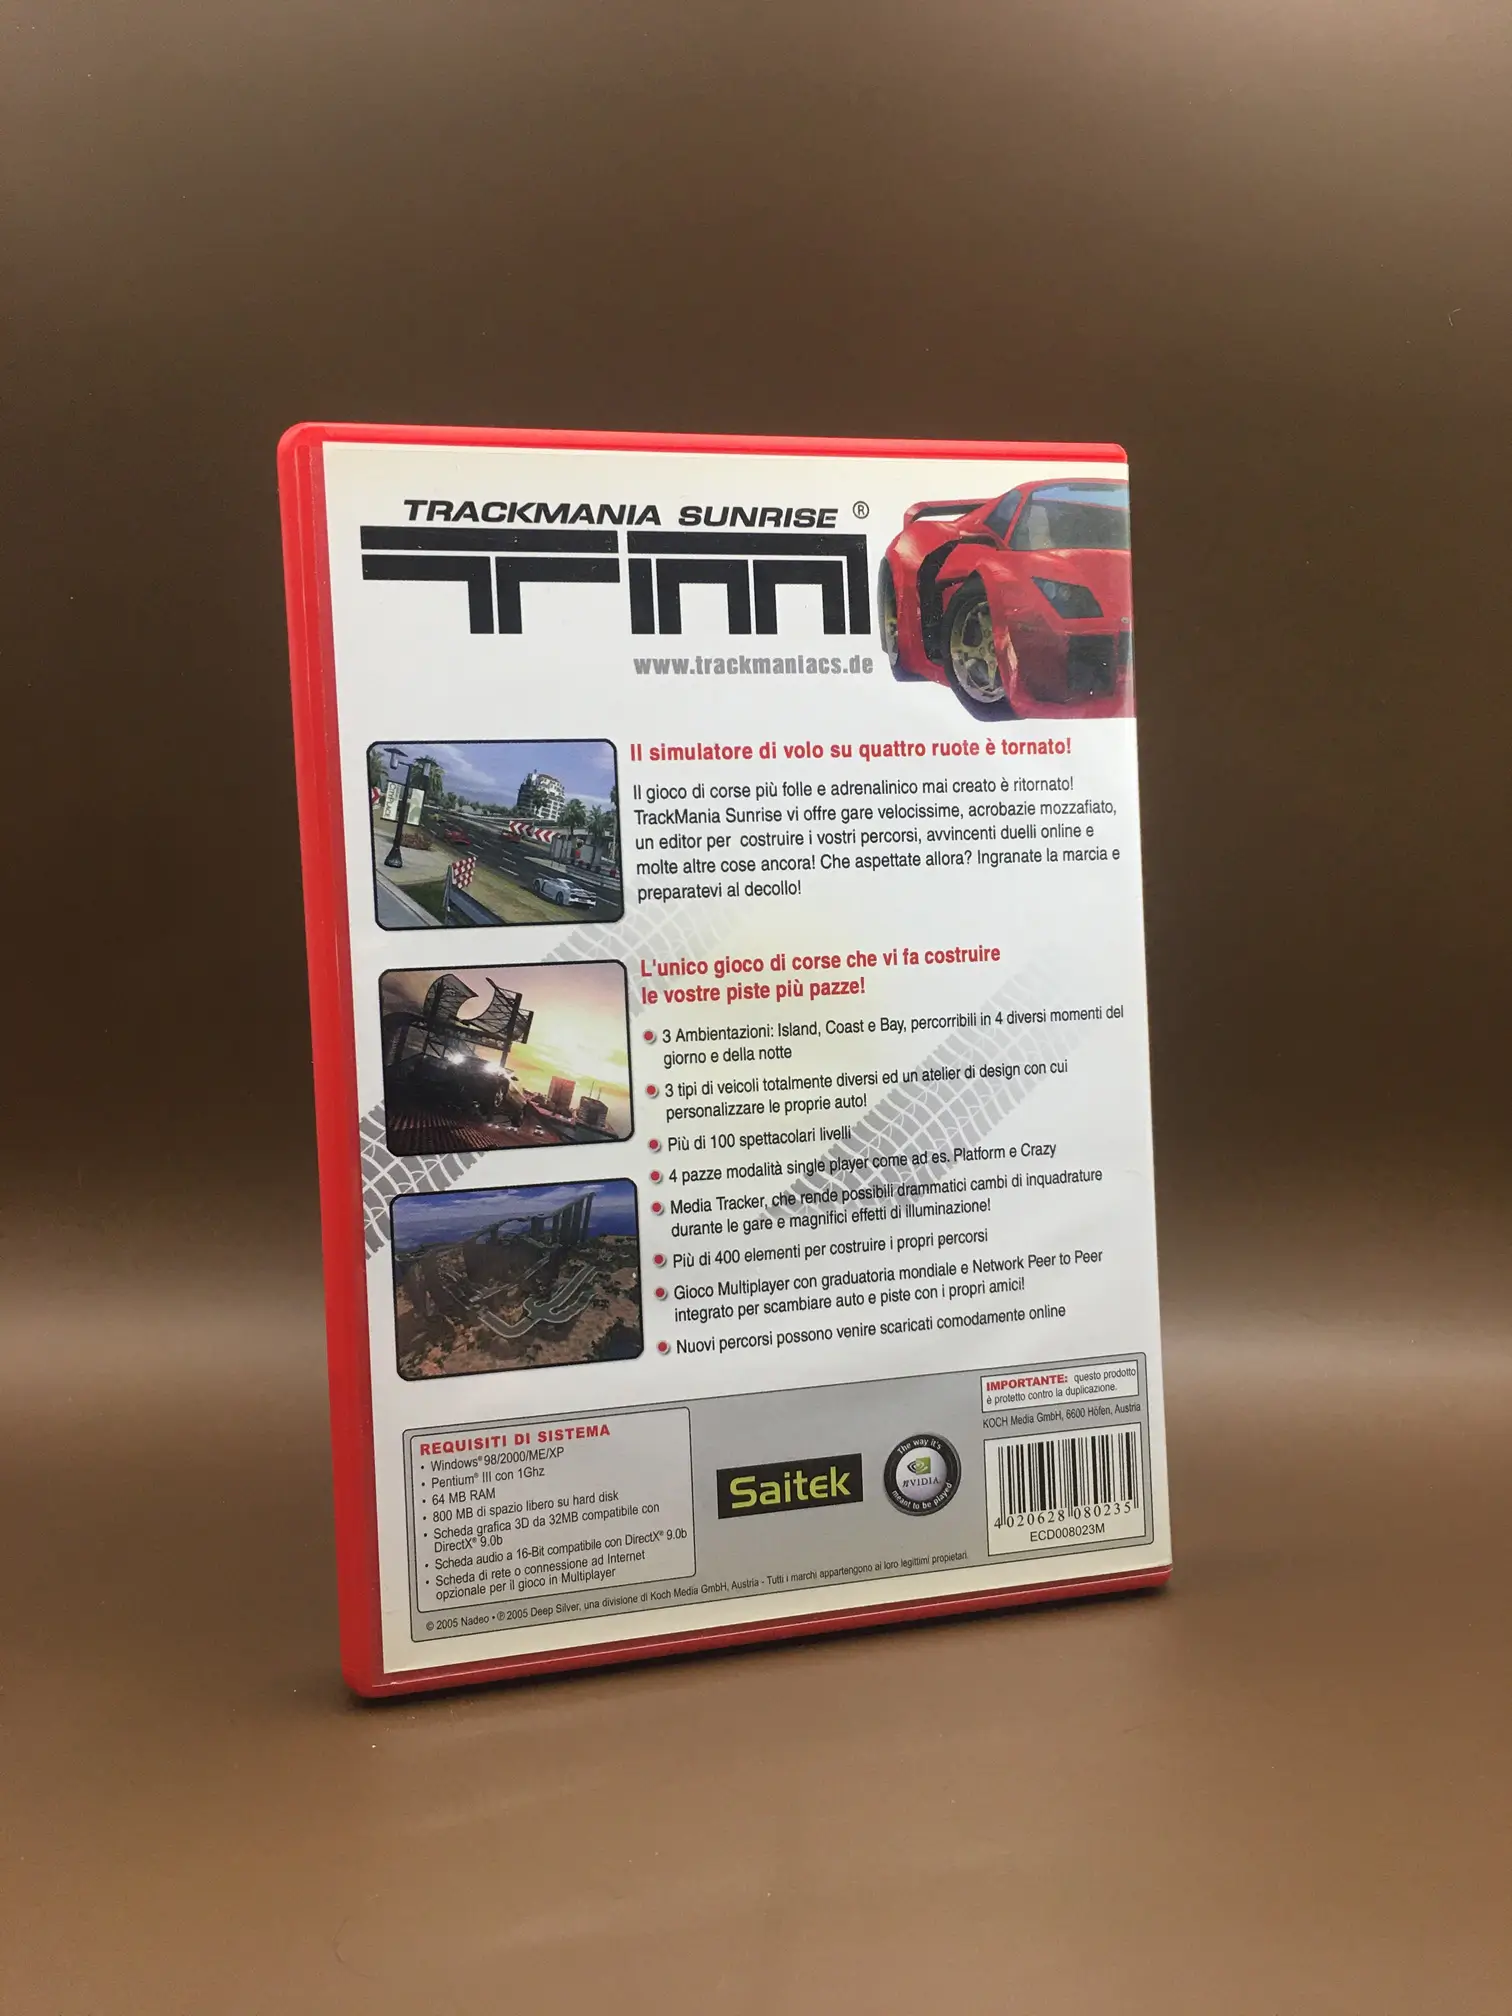 TRACKMANIA SUNRISE ®
TM
www.trackmaniacs.de
Il simulatore di volo su quattro ruote è tornato!
Il gioco di corse più folle e adrenalinico mai creato è ritornato!
TrackMania Sunrise vi offre gare velocissime, acrobazie mozzafiato,
un editor per costruire i vostri percorsi, avvincenti duelli online e
molte altre cose ancora! Che aspettate allora? Ingranate la marcia e
preparatevi al decollo!
L'unico gioco di corse che vi fa costruire
le vostre piste più pazze!
3 Ambientazioni: Island, Coast e Bay, percorribili in 4 diversi momenti del
giorno e della notte
3 tipi di veicoli totalmente diversi ed un atelier di design con cui
personalizzare le proprie auto!
Più di 100 spettacolari livelli
4 pazze modalità single player come ad es. Platform e Crazy
Media Tracker, che rende possibili drammatici cambi di inquadrature
durante le gare e magnifici effetti di illuminazione!
Più di 400 elementi per costruire i propri percorsi
Gioco Multiplayer con graduatoria mondiale e Network Peer to Peer
integrato per scambiare auto e piste con i propri amici!
Nuovi percorsi possono venire scaricati comodamente online
REQUISITI DI SISTEMA
• Windows® 98/2000/ME/XP
• Pentium® III con 1Ghz
• 64 MB RAM
• 800 MB di spazio libero su hard disk
• Scheda grafica 3D da 32MB compatibile con
DirectX® 9.0b
• Scheda audio a 16-Bit compatibile con DirectX® 9.0b
• Scheda di rete o connessione ad Internet
opzionale per il gioco in Multiplayer
Saitek
The way it's
NVIDIA
meant to be played
IMPORTANTE: questo prodotto
è protetto contro la duplicazione.
KOCH Media GmbH, 6600 Höfen, Austria
4 020628 080235
ECD008023M
© 2005 Nadeo • ℗ 2005 Deep Silver, una divisione di Koch Media GmbH, Austria - Tutti i marchi appartengono ai loro legittimi propietari.